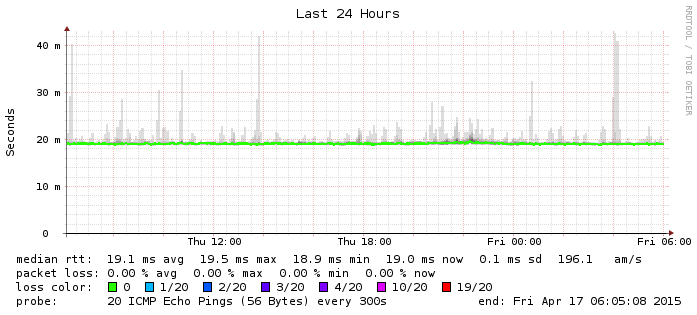 Last 24 Hours
RRDTOOL / TOBI OETIKER
Seconds
40 m
30 m
20 m
10 m
0
Thu 12:00 Thu 18:00 Fri 00:00 Fri 06:00
median rtt: 19.1 ms avg 19.5 ms max 18.9 ms min 19.0 ms now 0.1 ms sd 196.1 am/s
packet loss: 0.00 % avg 0.00 % max 0.00 % min 0.00 % now
loss color: 0 1/20 2/20 3/20 4/20 10/20 19/20
probe: 20 ICMP Echo Pings (56 Bytes) every 300s end: Fri Apr 17 06:05:08 2015